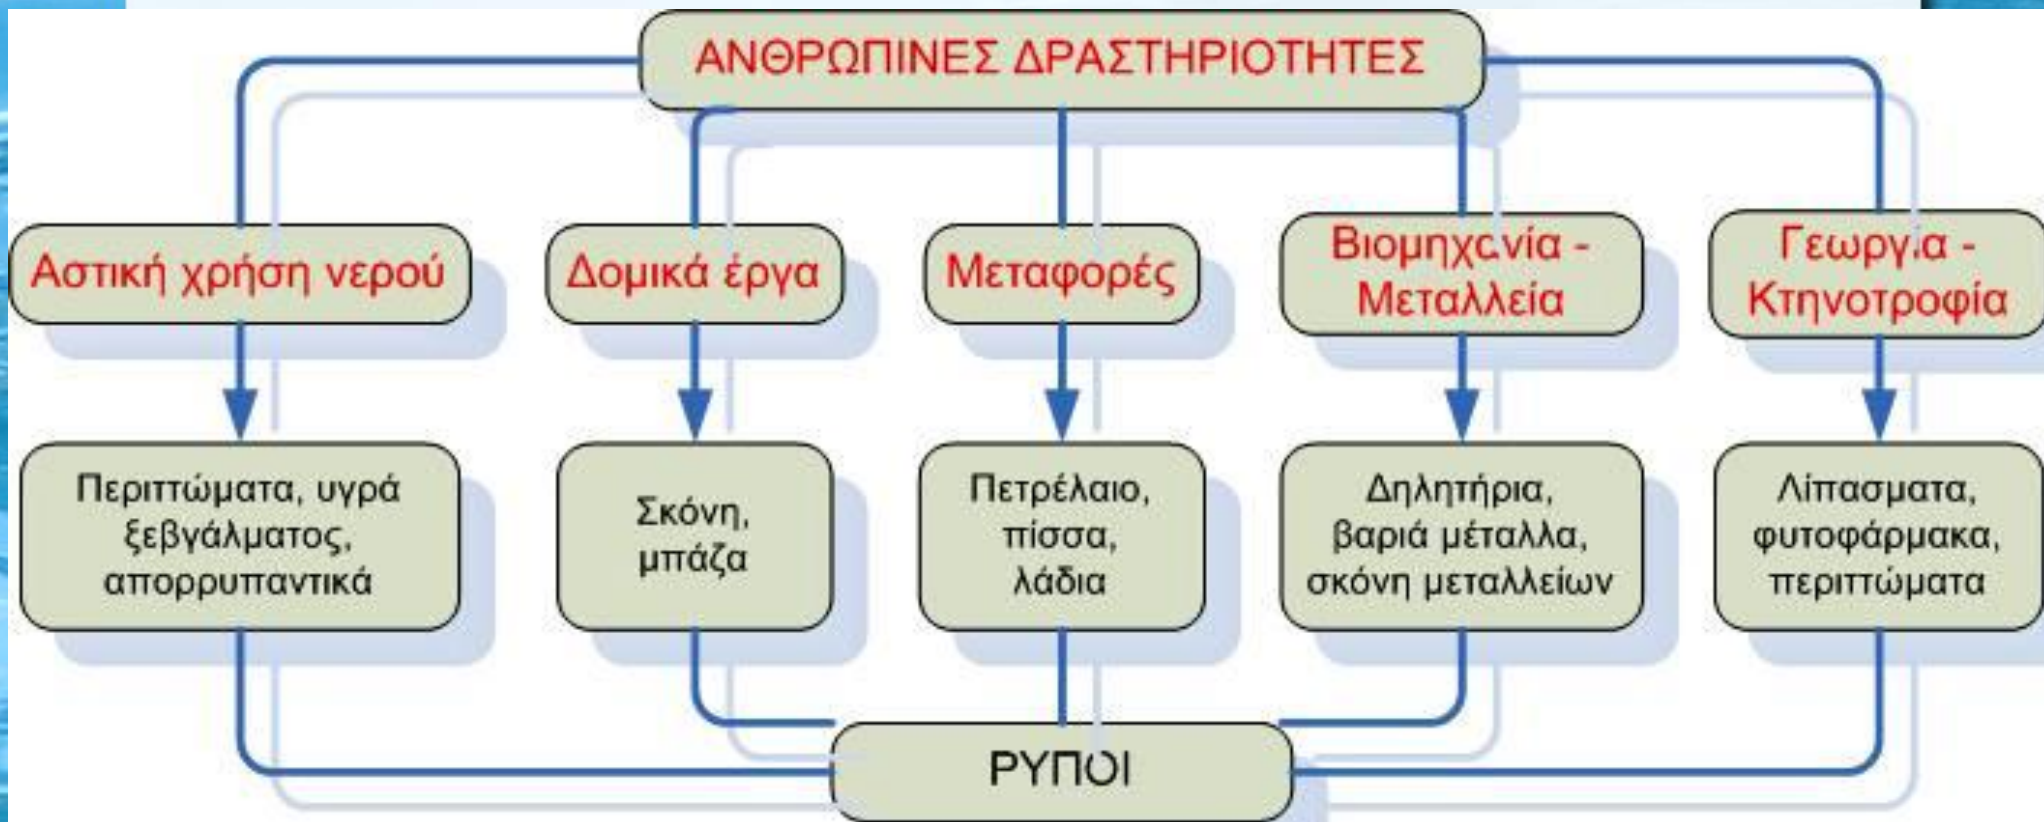 ΑΝΘΡΩΠΙΝΕΣ ΔΡΑΣΤΗΡΙΟΤΗΤΕΣ
Αστική χρήση νερού
Δομικά έργα
Μεταφορές
Βιομηχανία -
Μεταλλεία
Γεωργία -
Κτηνοτροφία
Περιττώματα, υγρά
ξεβγάλματος,
απορρυπαντικά
Σκόνη,
μπάζα
Πετρέλαιο,
πίσσα,
λάδια
Δηλητήρια,
βαριά μέταλλα,
σκόνη μεταλλείων
Λίπασματα,
φυτοφάρμακα,
περιττώματα
ΡΥΠΟΙ